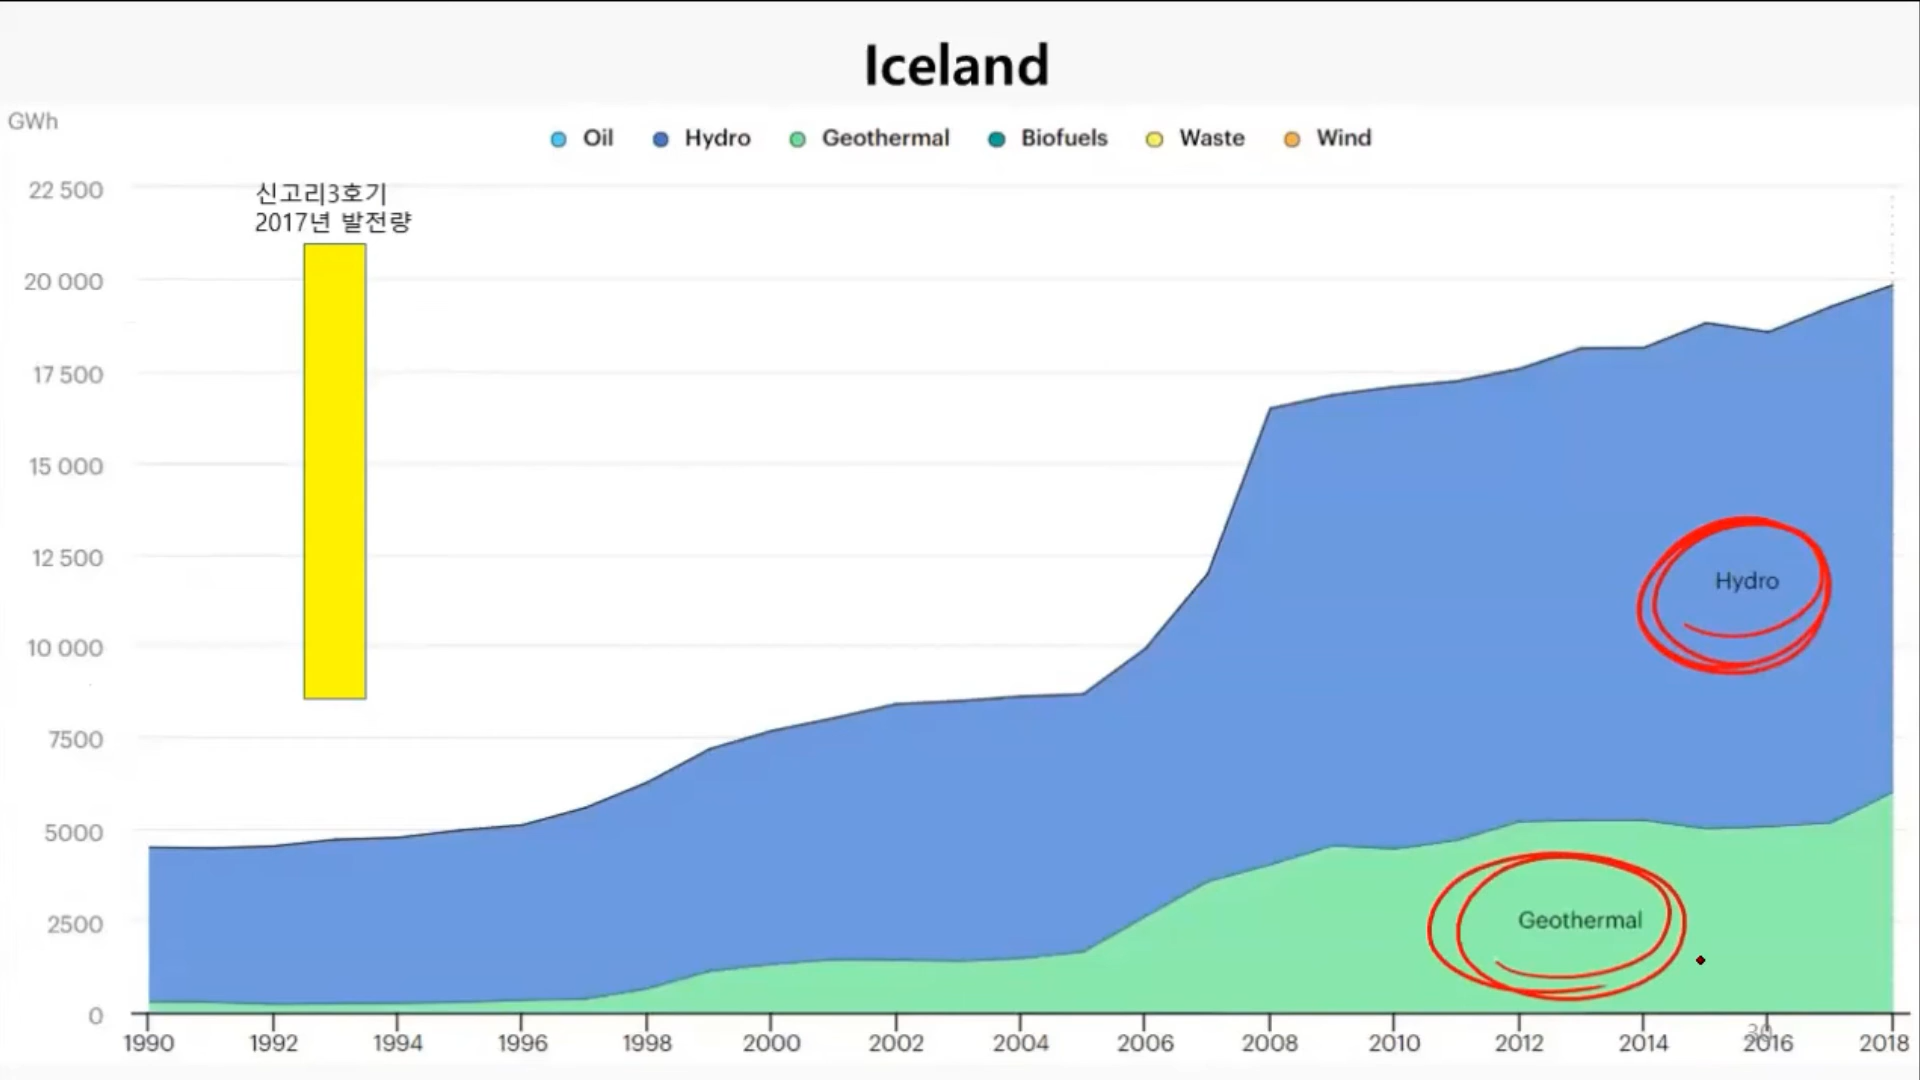 Iceland
GWh
Oil Hydro Geothermal Biofuels Waste Wind
22 500
신고리3호기
2017년 발전량
20 000
17 500
15 000
12 500
Hydro
10 000
7500
5000
2500
Geothermal
0
30
1990 1992 1994 1996 1998 2000 2002 2004 2006 2008 2010 2012 2014 2016 2018